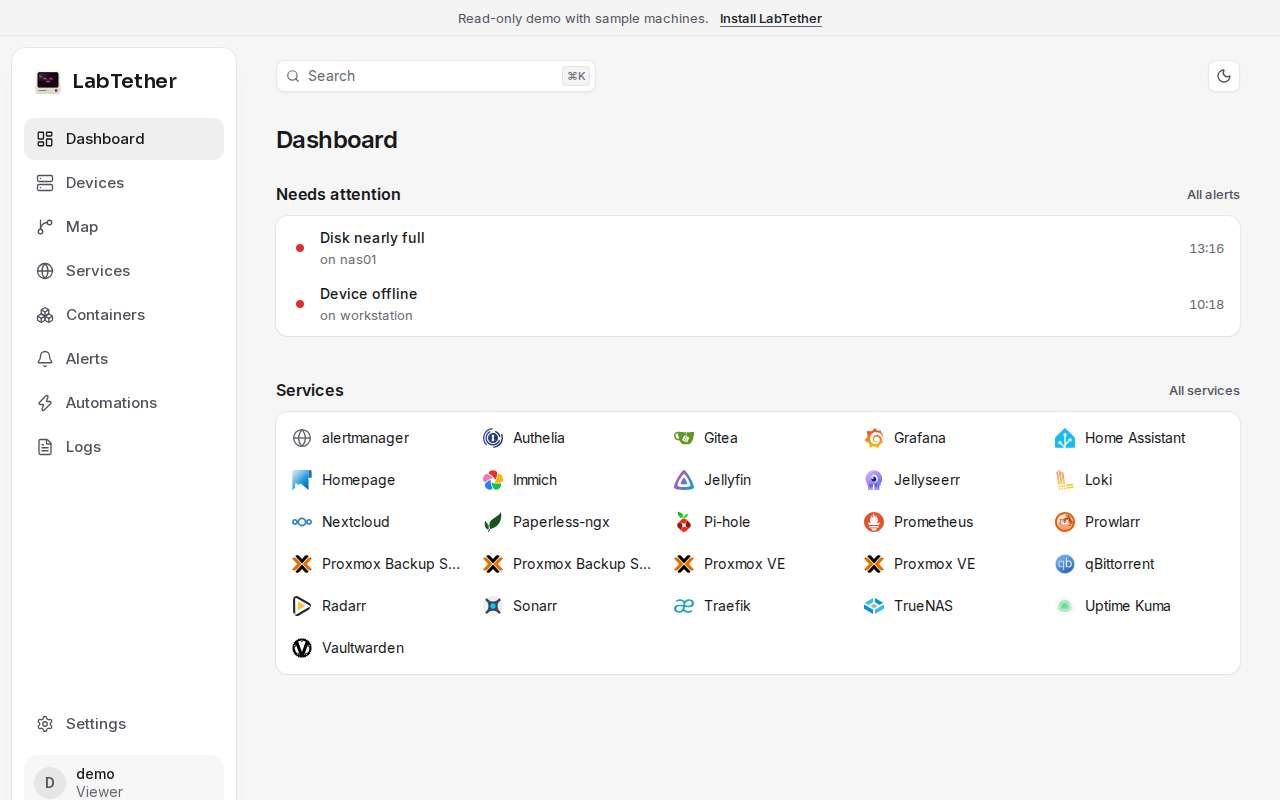 Read-only demo with sample machines. Install LabTether
LabTether
Dashboard
Devices
Map
Services
Containers
Alerts
Automations
Logs
Settings
D
demo
Viewer
Search
⌘K
Dashboard
Needs attention
All alerts
Disk nearly full
on nas01
13:16
Device offline
on workstation
10:18
Services
All services
alertmanager
Authelia
Gitea
Grafana
Home Assistant
Homepage
Immich
Jellyfin
Jellyseerr
Loki
Nextcloud
Paperless-ngx
Pi-hole
Prometheus
Prowlarr
Proxmox Backup S...
Proxmox Backup S...
Proxmox VE
Proxmox VE
qb
qBittorrent
Radarr
Sonarr
Traefik
TrueNAS
Uptime Kuma
Vaultwarden